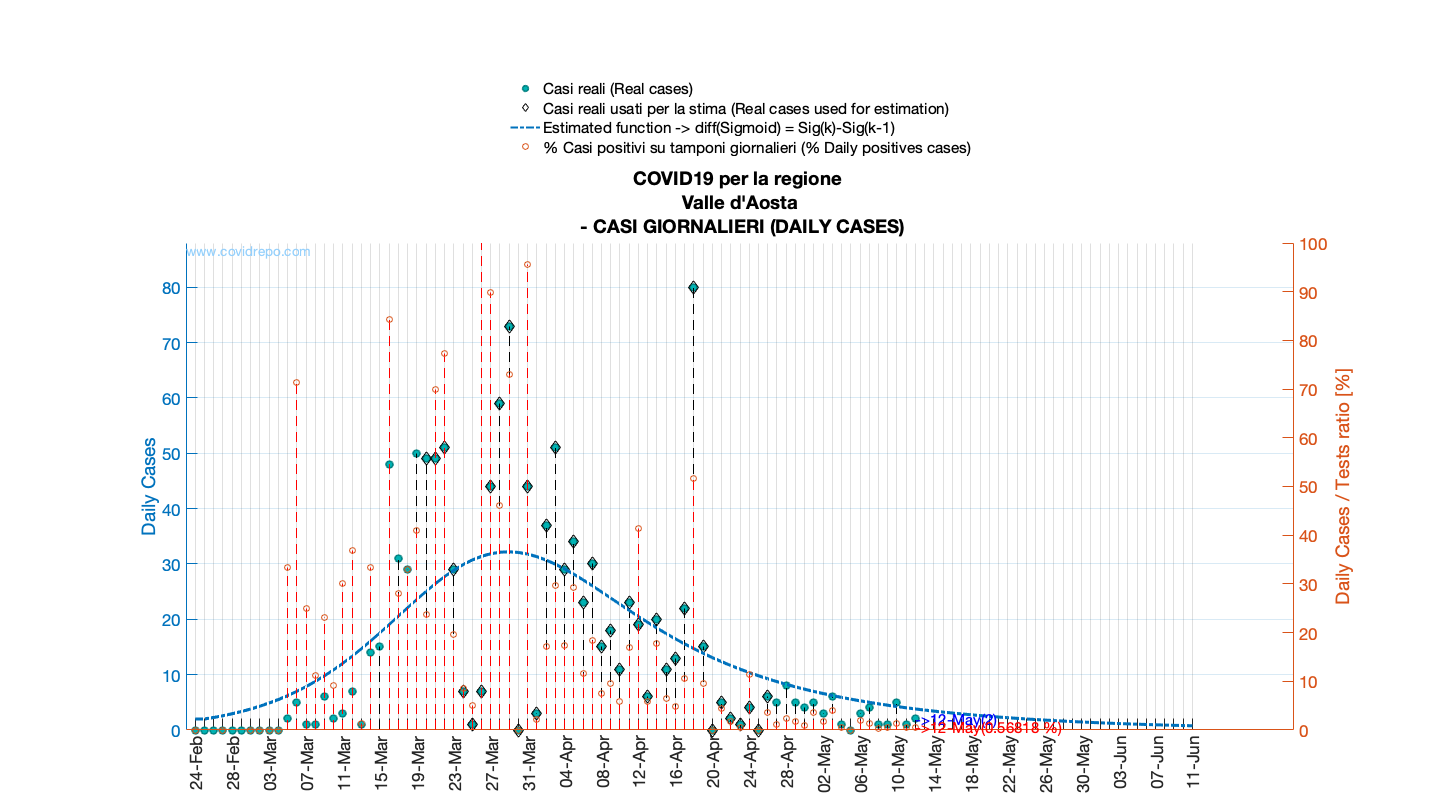 Casi reali (Real cases)
Casi reali usati per la stima (Real cases used for estimation)
Estimated function -> diff(Sigmoid) = Sig(k)-Sig(k-1)
% Casi positivi su tamponi giornalieri (% Daily positives cases)
COVID19 per la regione
Valle d'Aosta
- CASI GIORNALIERI (DAILY CASES)
www.covidrepo.com
Daily Cases
80
70
60
50
40
30
20
10
0
100
90
80
70
60
50
40
30
20
10
0
Daily Cases / Tests ratio [%]
->12-May(2)
->12-May(0.56818 %)
24-Feb
28-Feb
03-Mar
07-Mar
11-Mar
15-Mar
19-Mar
23-Mar
27-Mar
31-Mar
04-Apr
08-Apr
12-Apr
16-Apr
20-Apr
24-Apr
28-Apr
02-May
06-May
10-May
14-May
18-May
22-May
26-May
30-May
03-Jun
07-Jun
11-Jun